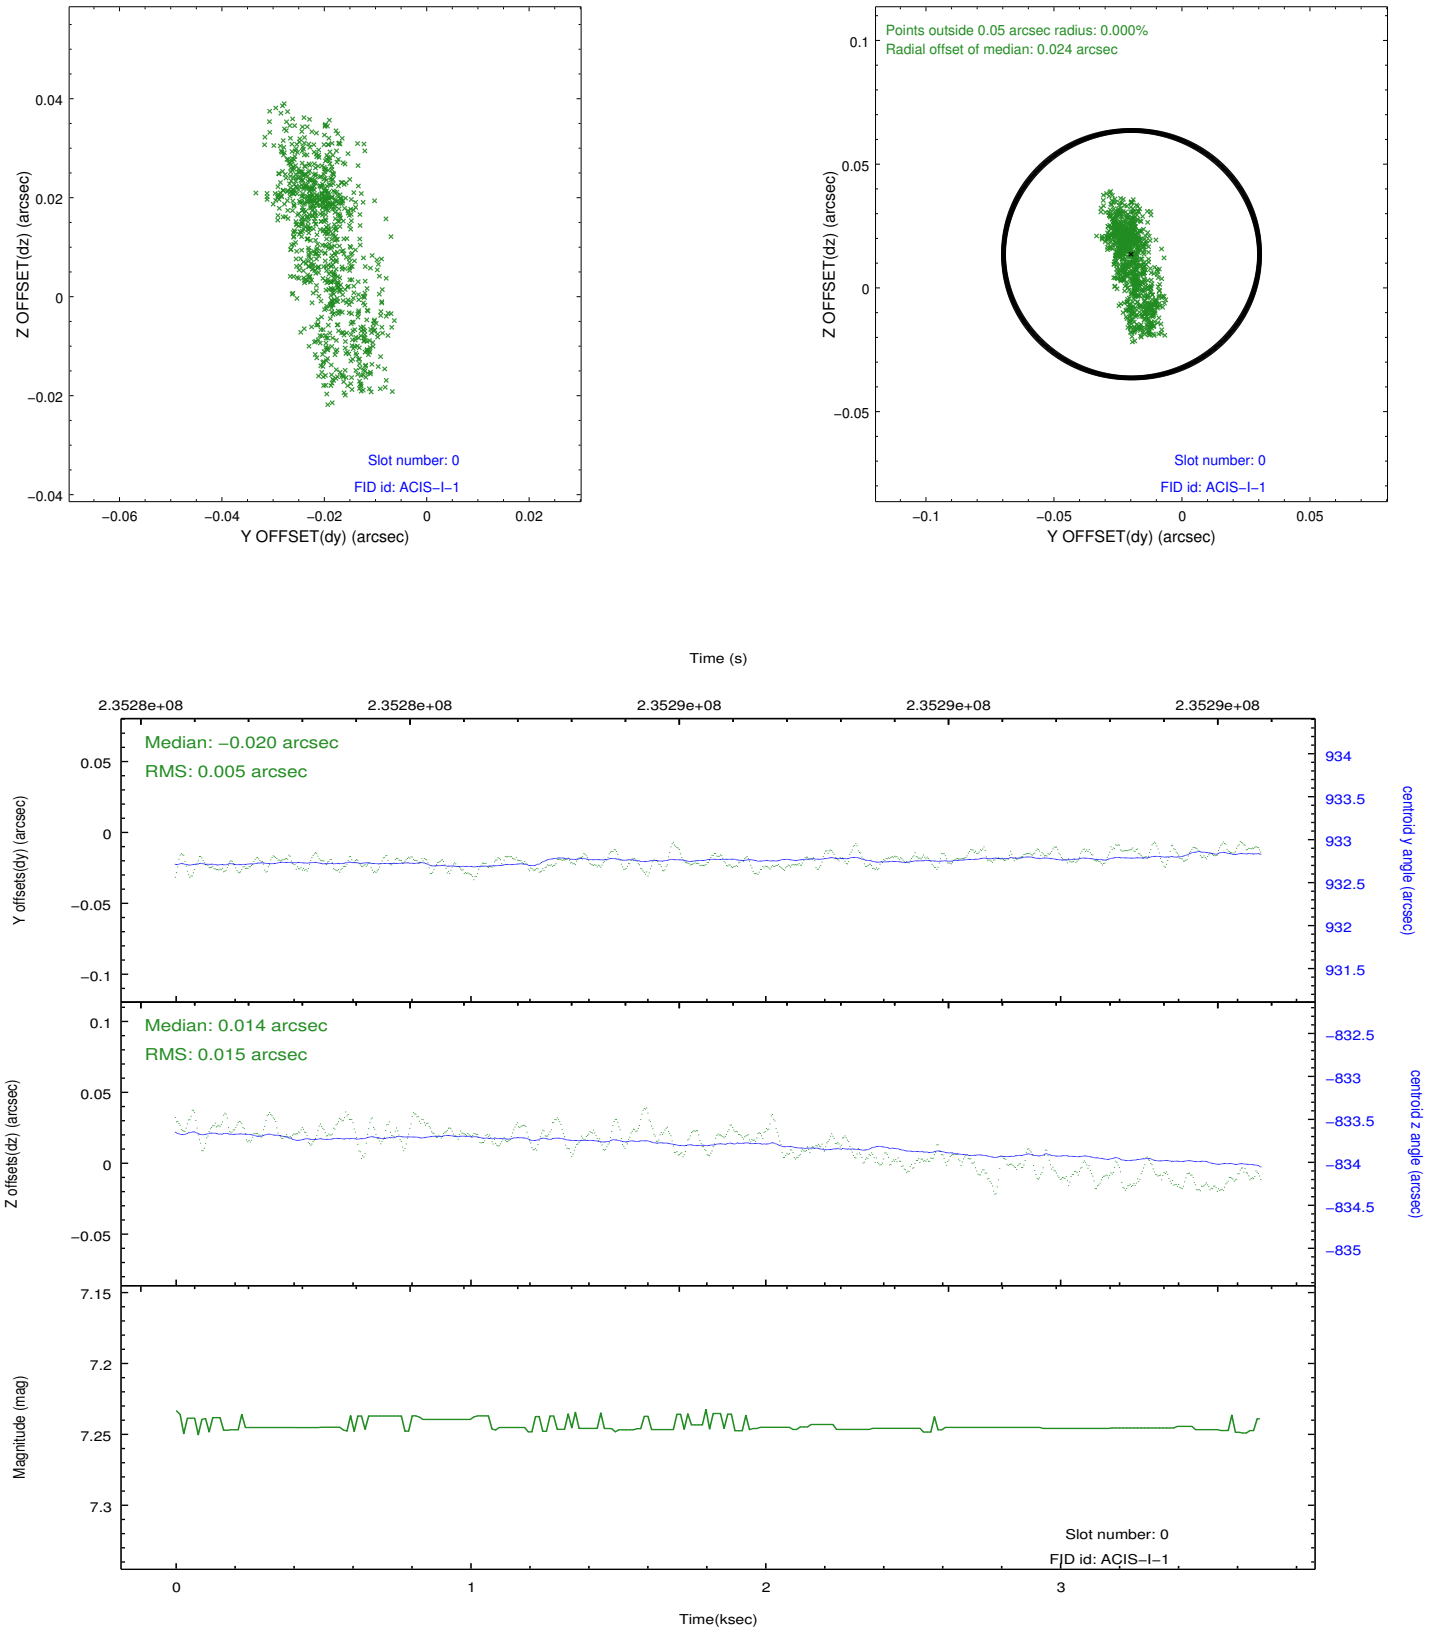 0.04
0.02
0
−0.02
−0.04
Z OFFSET(dz) (arcsec)
Slot number: 0
FID id: ACIS−I−1
−0.06
−0.04
−0.02
0
0.02
Y OFFSET(dy) (arcsec)
Points outside 0.05 arcsec radius: 0.000%
Radial offset of median: 0.024 arcsec
0.1
0.05
0
−0.05
Z OFFSET(dz) (arcsec)
Slot number: 0
FID id: ACIS−I−1
−0.1
−0.05
0
0.05
Y OFFSET(dy) (arcsec)
Time (s)
2.3528e+08
2.3528e+08
2.3529e+08
2.3529e+08
2.3529e+08
Median: −0.020 arcsec
RMS: 0.005 arcsec
0.05
0
−0.05
−0.1
Y offsets(dy) (arcsec)
934
933.5
933
932.5
932
931.5
centroid y angle (arcsec)
Median: 0.014 arcsec
RMS: 0.015 arcsec
0.1
0.05
0
−0.05
Z offsets(dz) (arcsec)
−832.5
−833
−833.5
−834
−834.5
−835
centroid z angle (arcsec)
7.15
7.2
7.25
7.3
Magnitude (mag)
Slot number: 0
FID id: ACIS−I−1
0
1
2
3
Time(ksec)